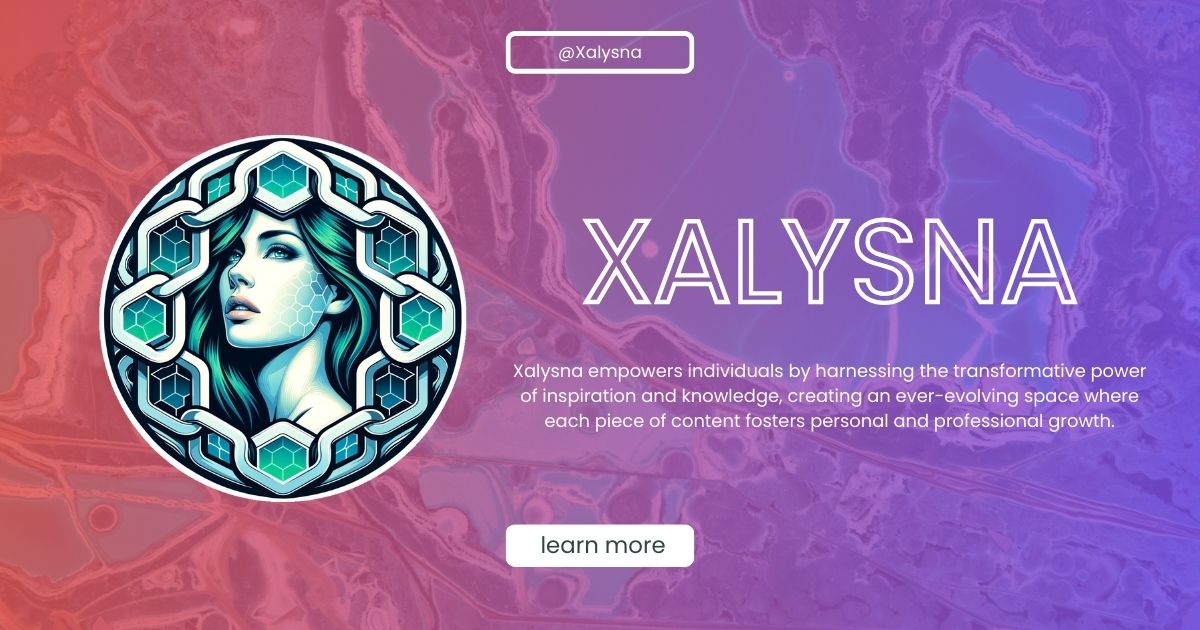 @Xalysna
XALYSNA
Xalysna empowers individuals by harnessing the transformative power
of inspiration and knowledge, creating an ever-evolving space where
each piece of content fosters personal and professional growth.
learn more